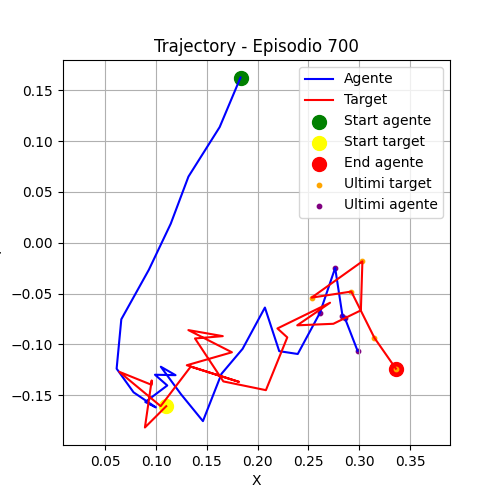 Trajectory - Episodio 700
Agente
Target
Start agente
Start target
End agente
Ultimi target
Ultimi agente
0.15
0.10
0.05
0.00
−0.05
−0.10
−0.15
0.05
0.10
0.15
0.20
0.25
0.30
0.35
X